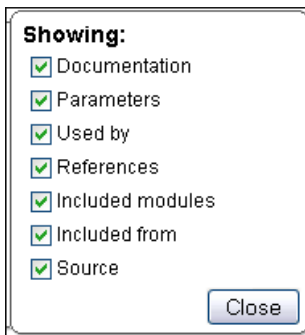 Showing:
Documentation
Parameters
Used by
References
Included modules
Included from
Source
Close